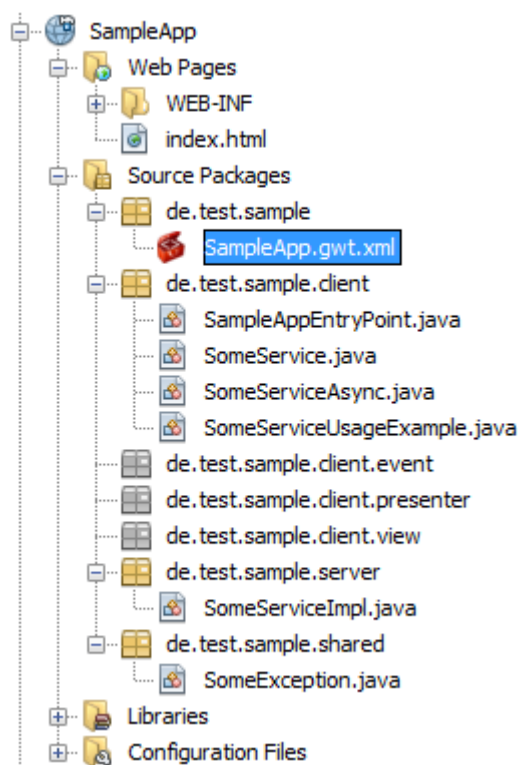 SampleApp
Web Pages
WEB-INF
index.html
Source Packages
de.test.sample
SampleApp.gwt.xml
de.test.sample.client
SampleAppEntryPoint.java
SomeService.java
SomeServiceAsync.java
SomeServiceUsageExample.java
de.test.sample.client.event
de.test.sample.client.presenter
de.test.sample.client.view
de.test.sample.server
SomeServiceImpl.java
de.test.sample.shared
SomeException.java
Libraries
Configuration Files